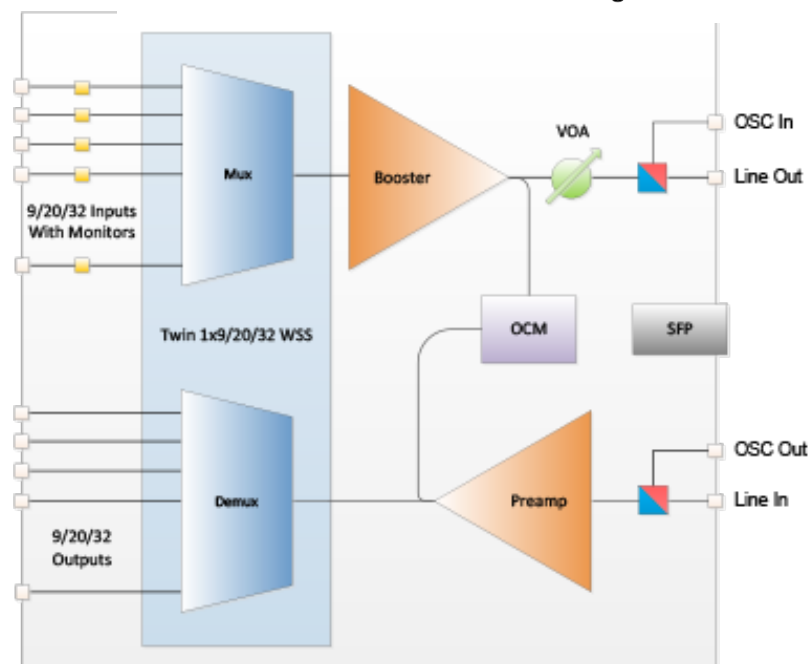 OSC In
VOA
Mux
Booster
Line Out
9/20/32 Inputs
With Monitors
Twin 1x9/20/32 WSS
OCM
SFP
OSC Out
Demux
Preamp
Line In
9/20/32
Outputs